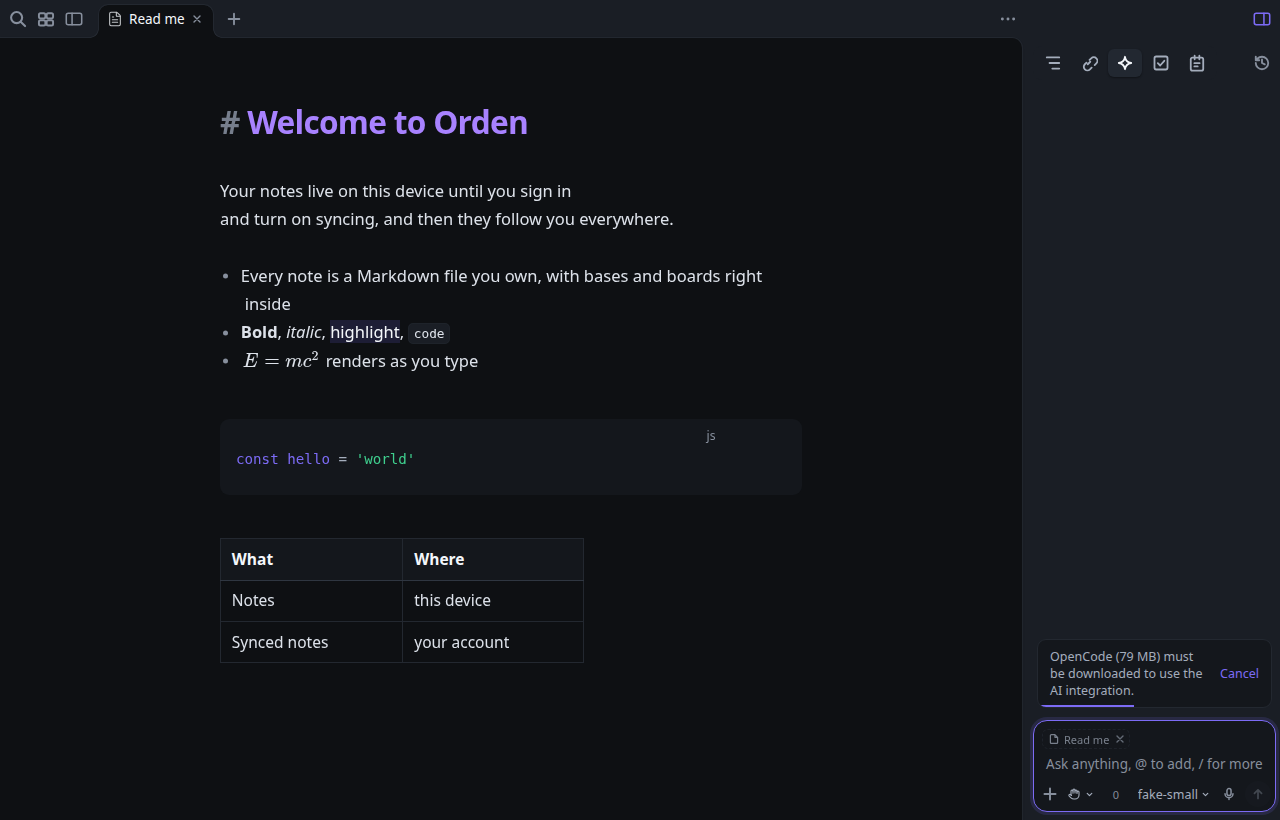 Read me
# Welcome to Orden
Your notes live on this device until you sign in
and turn on syncing, and then they follow you everywhere.
Every note is a Markdown file you own, with bases and boards right
inside
Bold, italic, highlight, code
E = mc² renders as you type
js
const hello = 'world'
What Where
Notes this device
Synced notes your account
OpenCode (79 MB) must
be downloaded to use the
AI integration.
Cancel
Read me
Ask anything, @ to add, / for more
0 fake-small